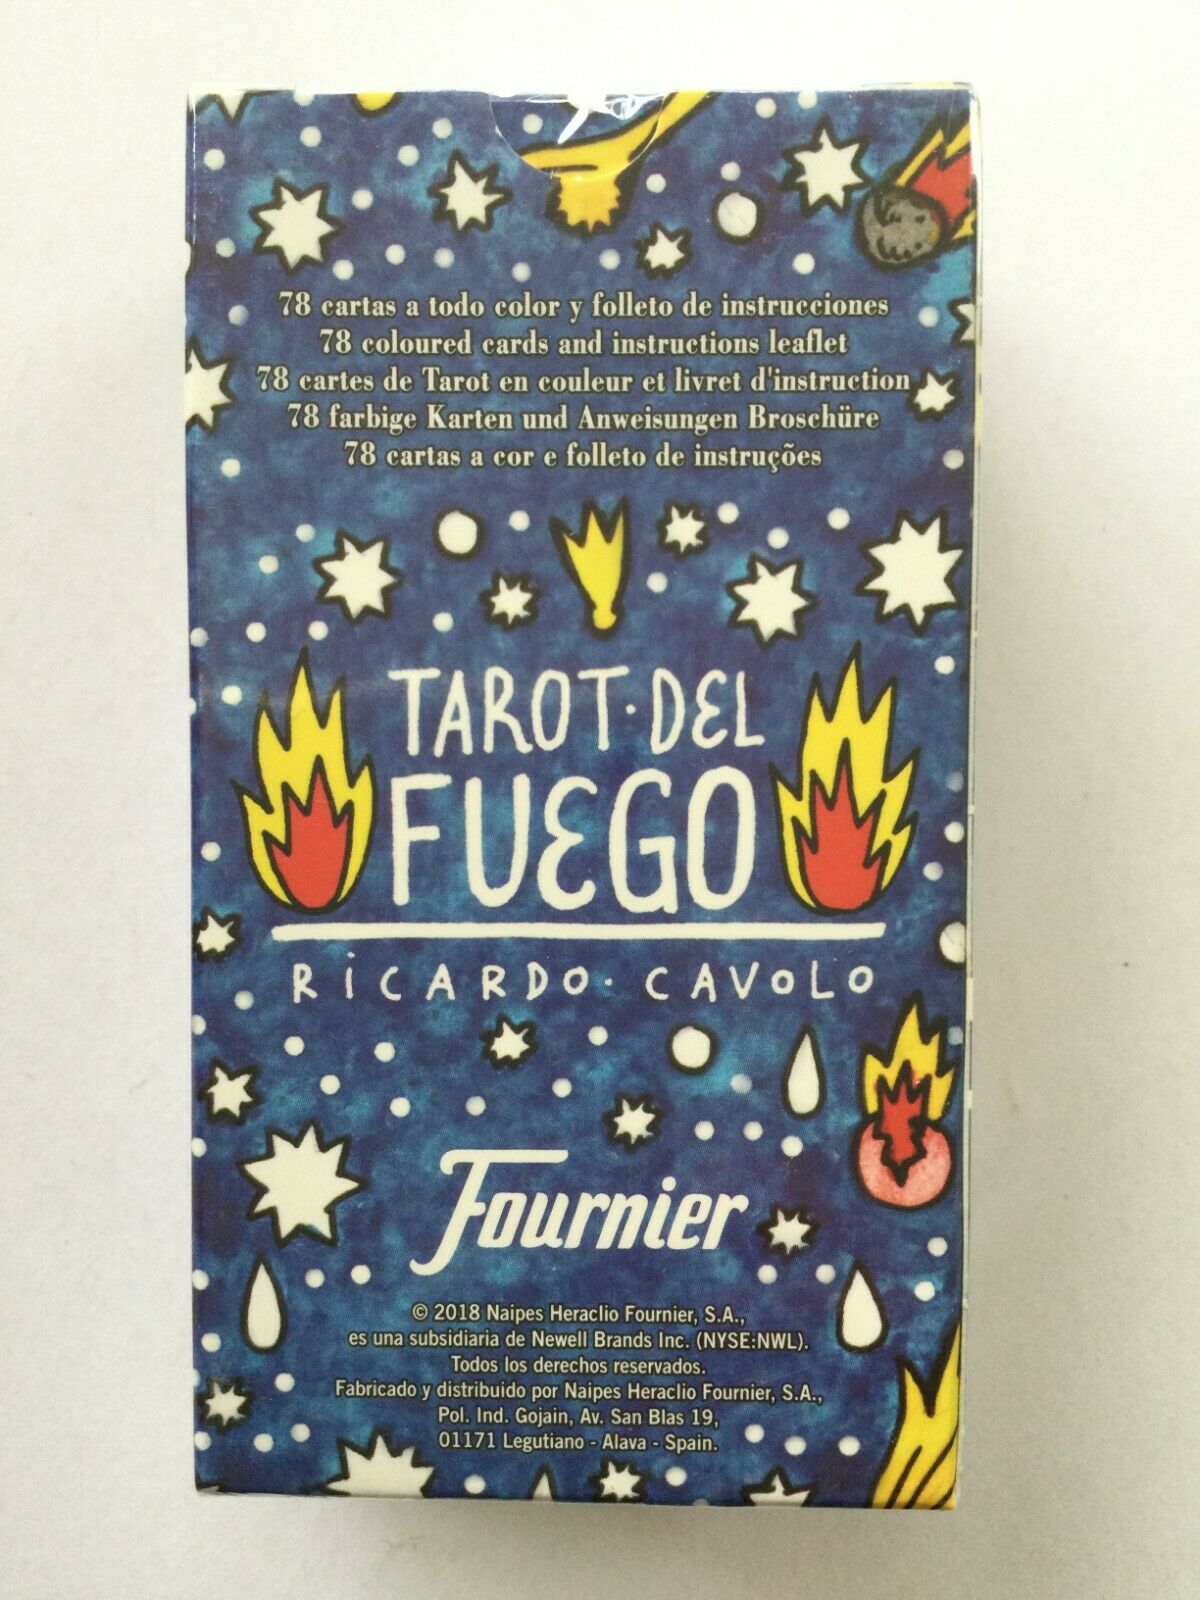 78 cartas a todo color y folleto de instrucciones
78 coloured cards and instructions leaflet
78 cartes de Tarot en couleur et livret d'instruction
78 farbige Karten und Anweisungen Broschüre
78 cartas a cor e folleto de instruções
TAROT·DEL
FUEGO
RiCARDO·CAVOLO
Fournier
© 2018 Naipes Heraclio Fournier, S.A.,
es una subsidiaria de Newell Brands Inc. (NYSE:NWL).
Todos los derechos reservados.
Fabricado y distribuido por Naipes Heraclio Fournier, S.A.,
Pol. Ind. Gojain, Av. San Blas 19,
01171 Legutiano - Alava - Spain.